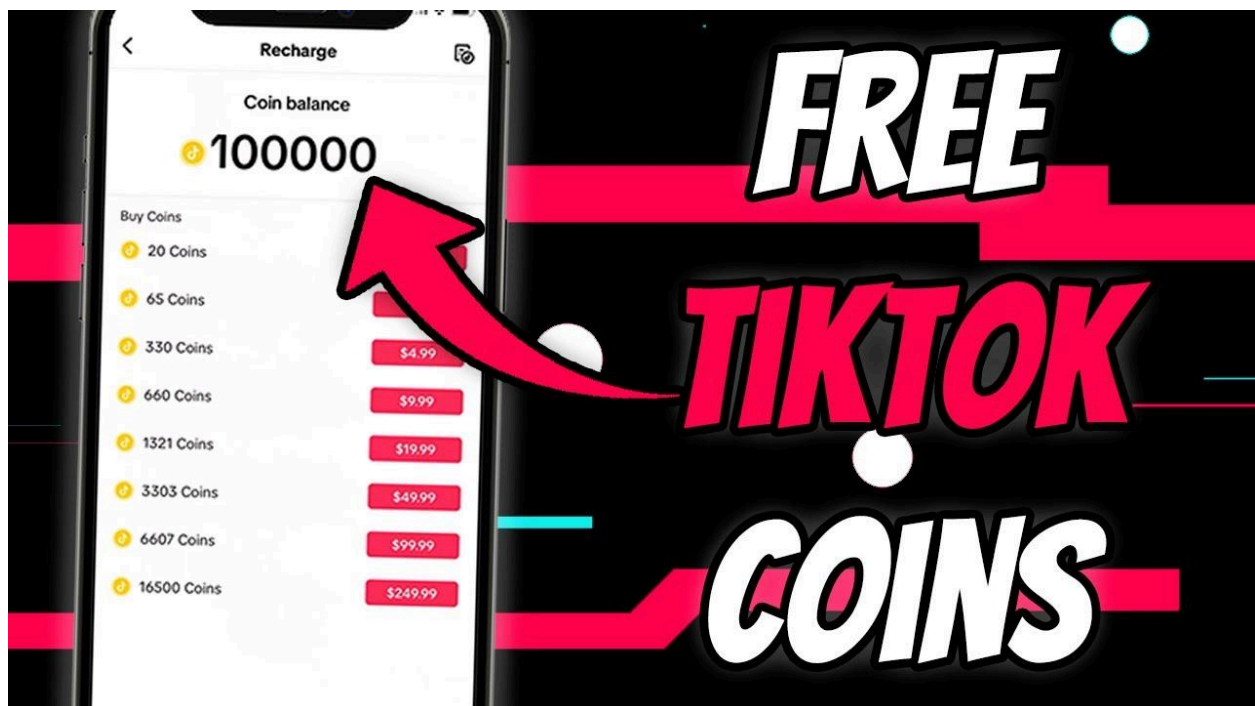 Recharge
Coin balance
100000
Buy Coins
20 Coins
65 Coins
330 Coins $4.99
660 Coins $9.99
1321 Coins $19.99
3303 Coins $49.99
6607 Coins $99.99
16500 Coins $249.99
FREE
TIKTOK
COINS